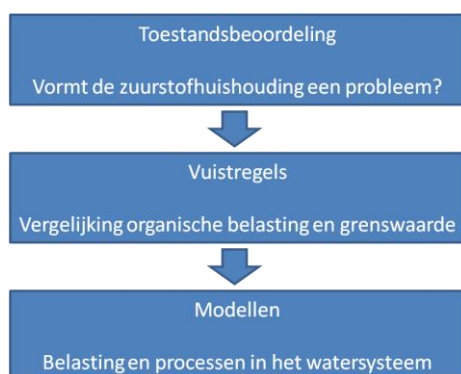 Toestandsbeoordeling
Vormt de zuurstofhuishouding een probleem?
Vuistregels
Vergelijking organische belasting en grenswaarde
Modellen
Belasting en processen in het watersysteem